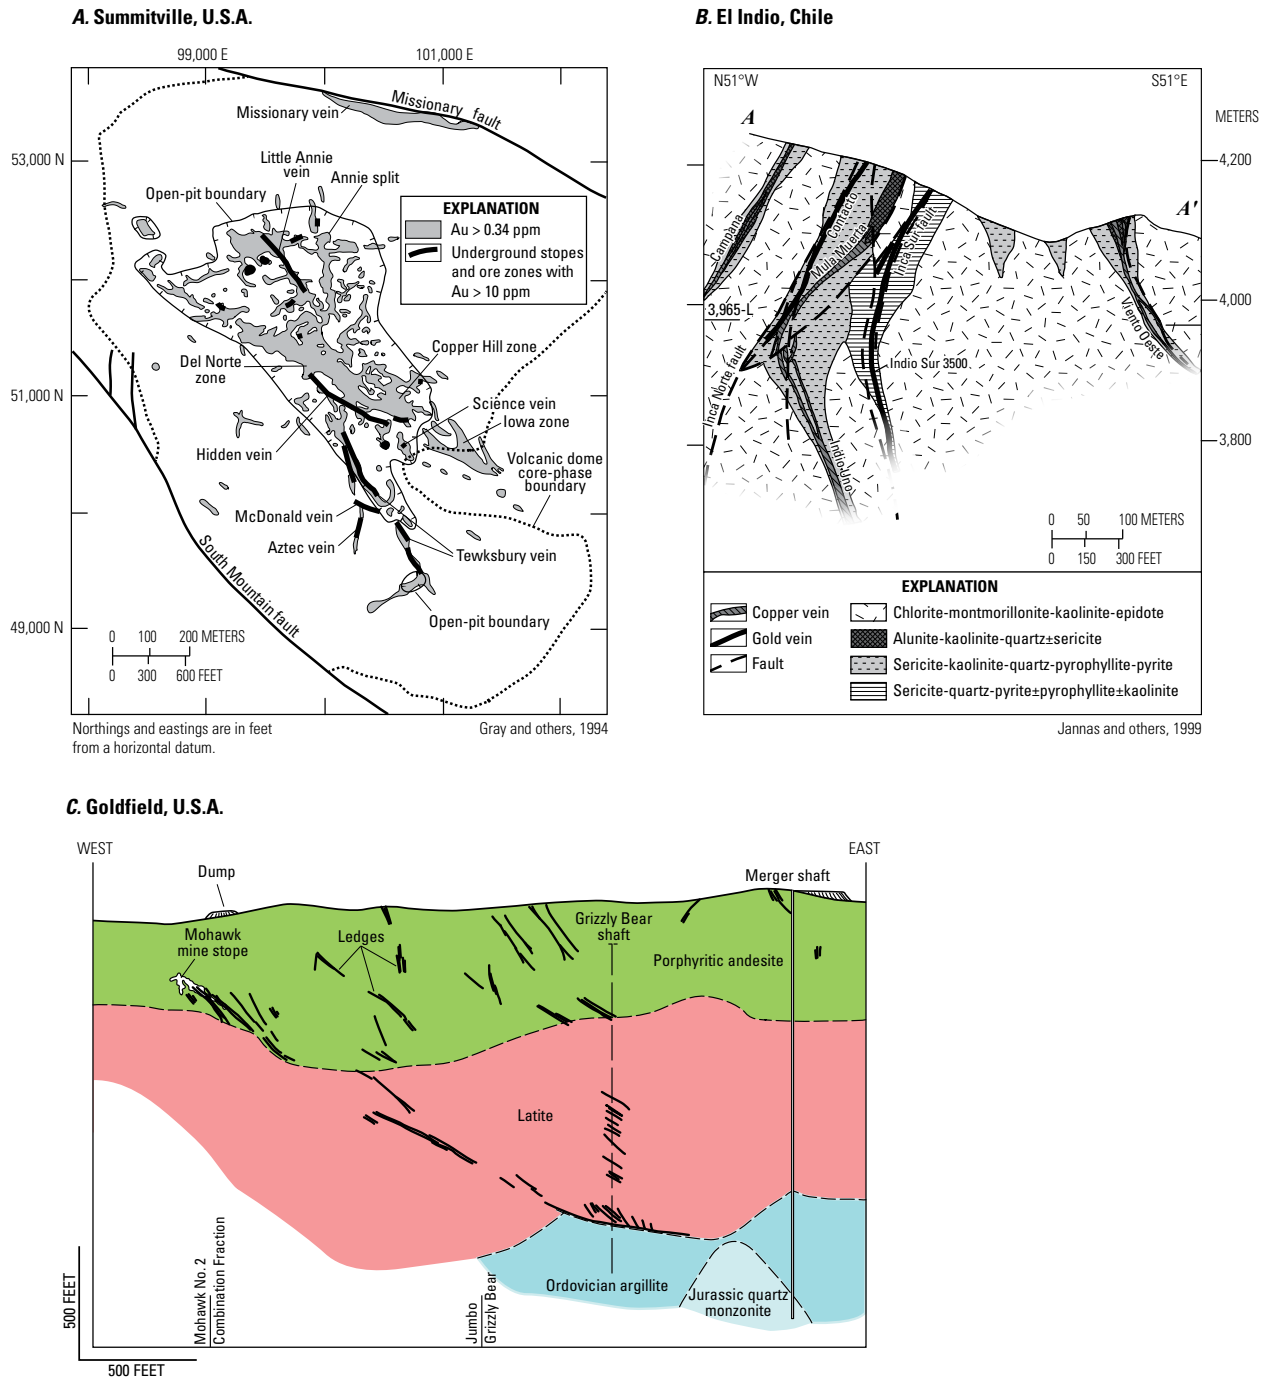 A. Summitville, U.S.A.
99,000 E
101,000 E
53,000 N
51,000 N
49,000 N
Missionary vein
Missionary fault
Little Annie
vein
Annie split
Open-pit boundary
EXPLANATION
Au > 0.34 ppm
Underground stopes
and ore zones with
Au > 10 ppm
Del Norte
zone
Copper Hill zone
Science vein
Iowa zone
Hidden vein
Volcanic dome
core-phase
boundary
McDonald vein
Aztec vein
Tewksbury vein
South Mountain fault
Open-pit boundary
0 100 200 METERS
0 300 600 FEET
Northings and eastings are in feet
from a horizontal datum.
Gray and others, 1994
B. El Indio, Chile
N51°W
S51°E
METERS
A
A'
4,200
4,000
3,800
Campana
Contacto
Mula Muerta
Inca Sur fault
3,965-L
Inca Norte fault
Indio Sur 3500
Viento Oeste
Indio Uno
0 50 100 METERS
0 150 300 FEET
EXPLANATION
Copper vein
Gold vein
Fault
Chlorite-montmorillonite-kaolinite-epidote
Alunite-kaolinite-quartz±sericite
Sericite-kaolinite-quartz-pyrophyllite-pyrite
Sericite-quartz-pyrite±pyrophyllite±kaolinite
Jannas and others, 1999
C. Goldfield, U.S.A.
WEST
EAST
Dump
Merger shaft
Mohawk
mine stope
Ledges
Grizzly Bear
shaft
Porphyritic andesite
Latite
Ordovician argillite
Jurassic quartz
monzonite
Mohawk No. 2
Combination Fraction
Jumbo
Grizzly Bear
500 FEET
500 FEET